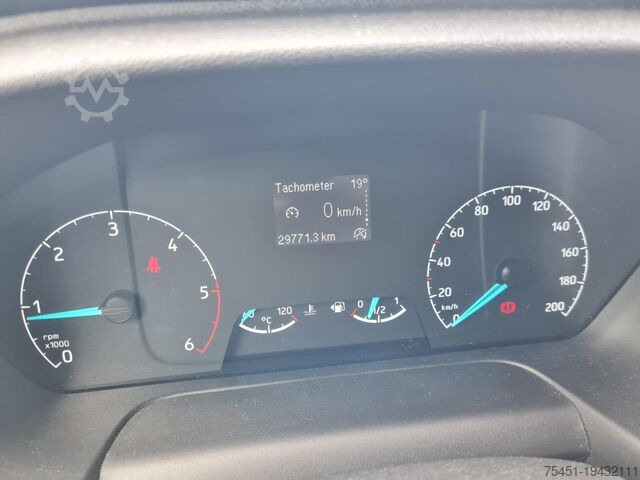 Tachometer 19°
0 km/h
29771.3 km
0 1 2 3 4 5 6
rpm
x1000
60 120
°C
0 1/2 1
0 20 40 60 80 100 120 140 160 180 200
km/h
75451-19432111